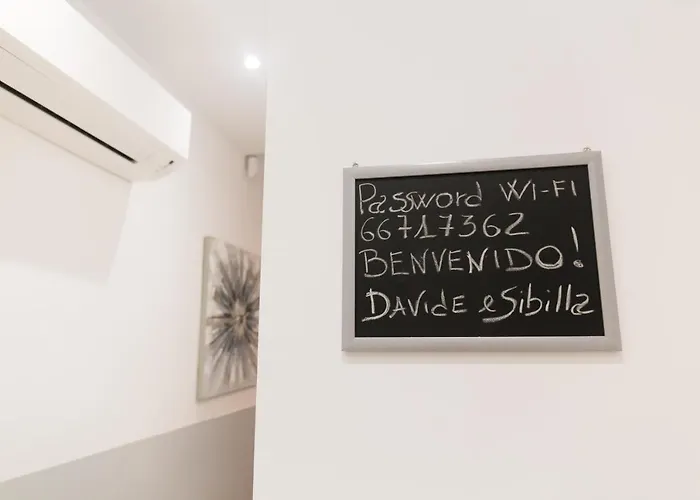 Password Wi-Fi
66717362
BENVENIDO!
DAVidE e Sibilla